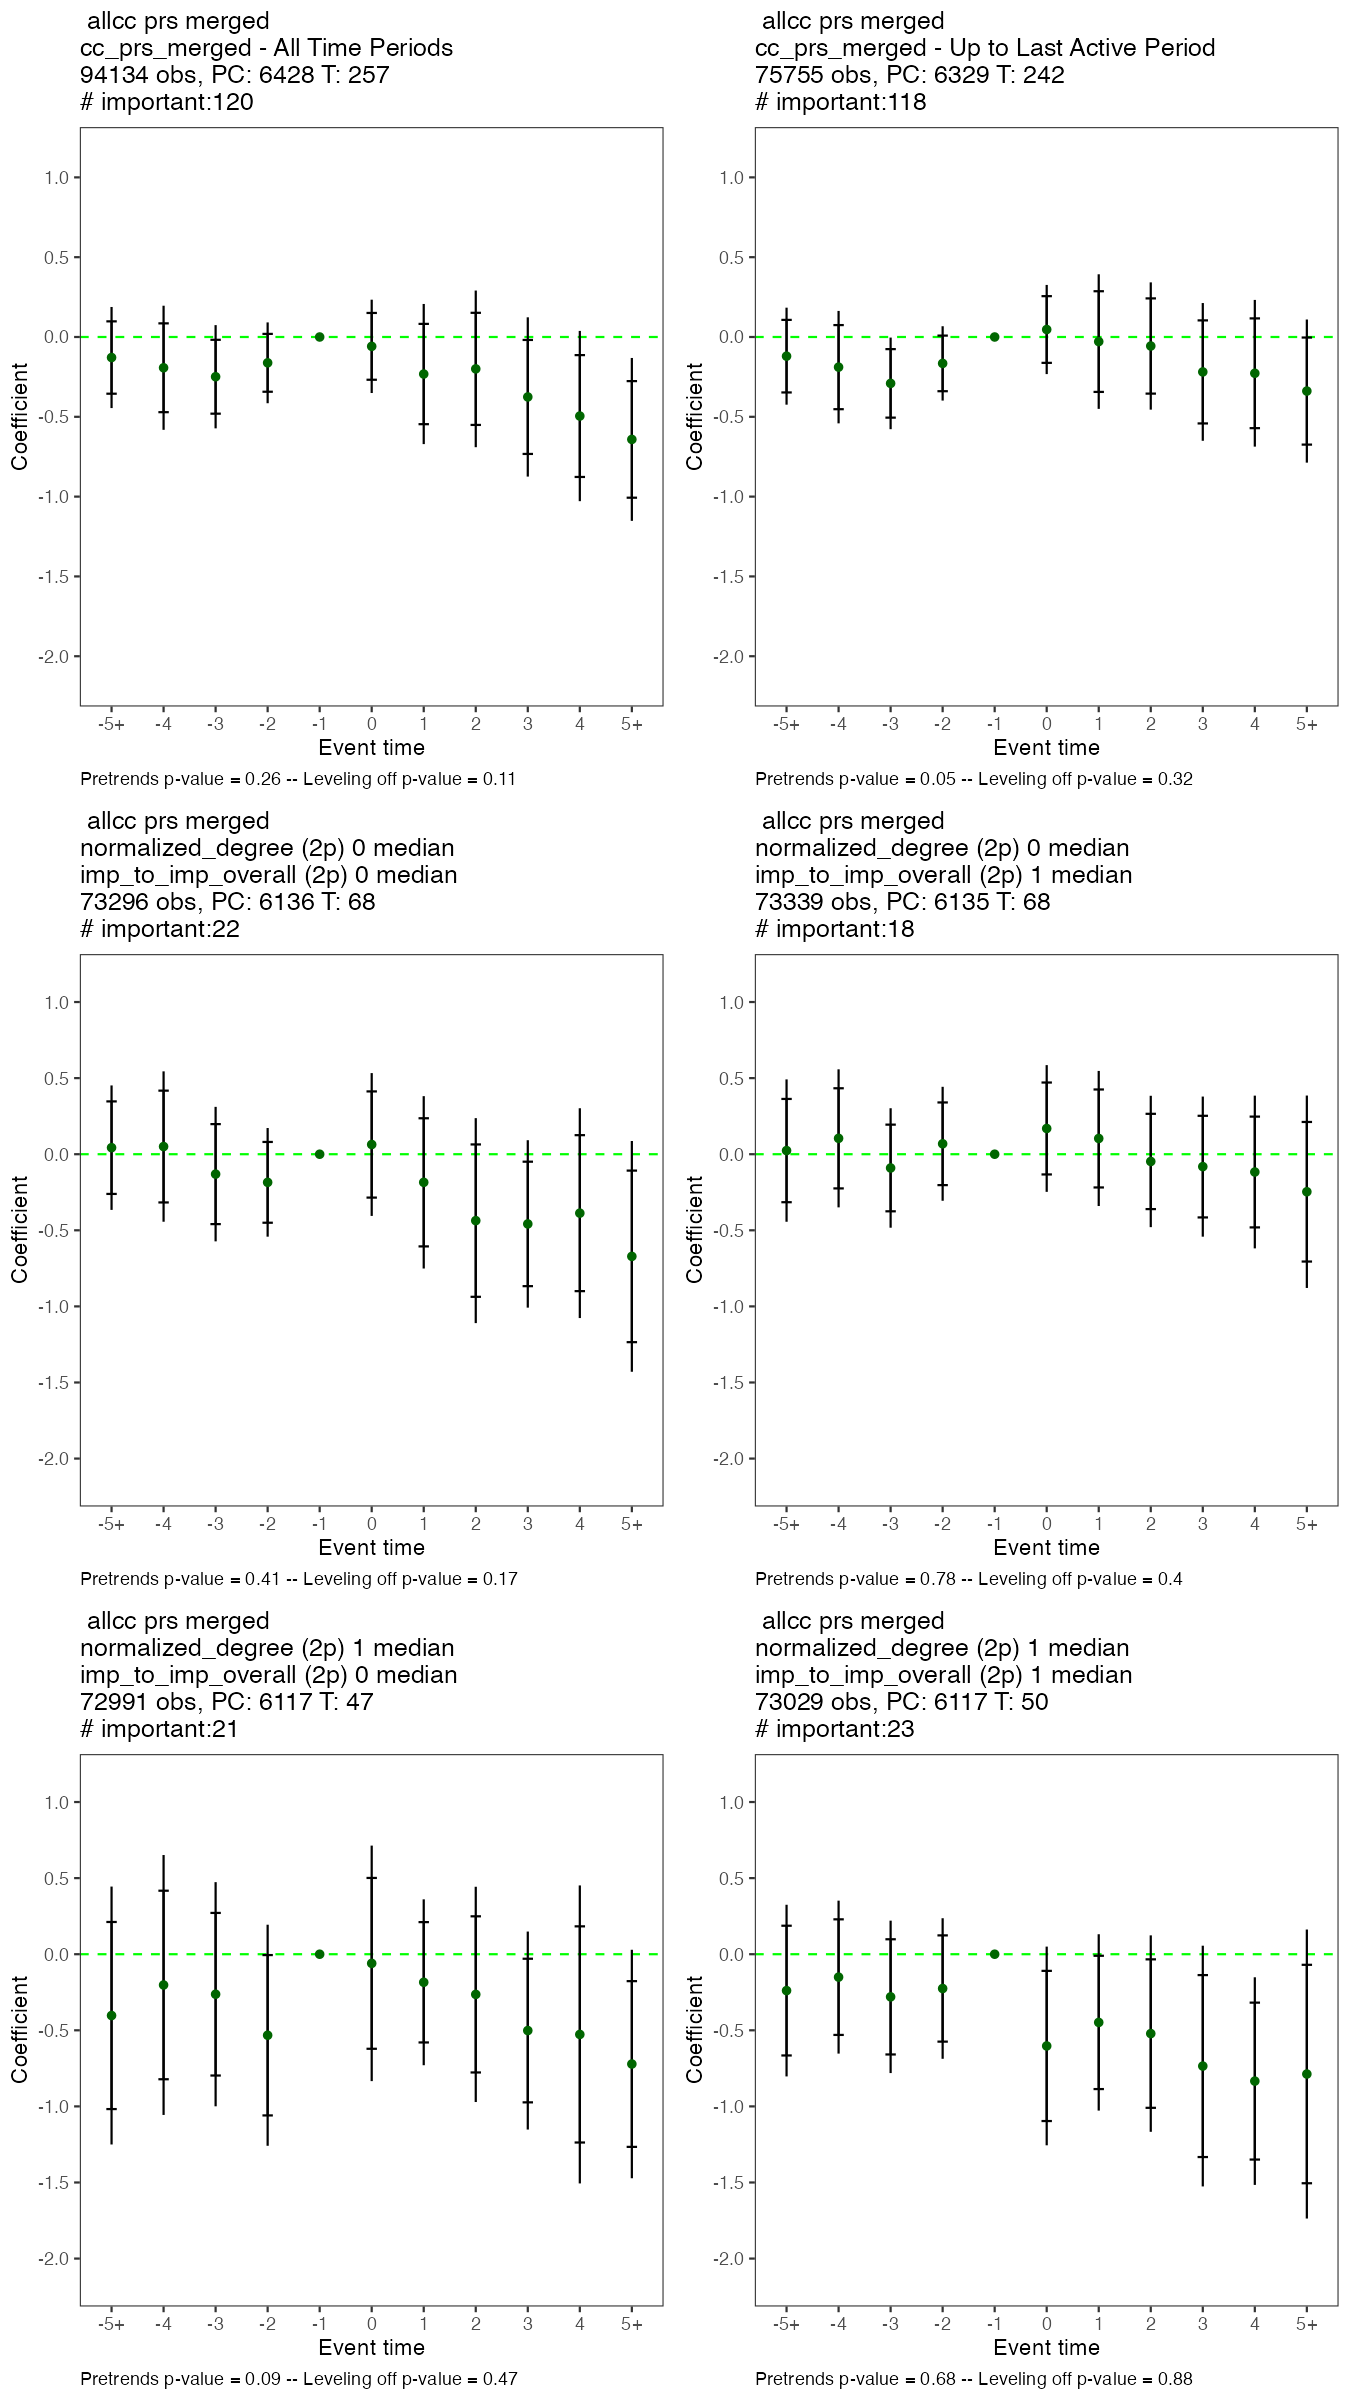 allcc prs merged
cc_prs_merged - All Time Periods
94134 obs, PC: 6428 T: 257
# important:120
Coefficient
1.0
0.5
0.0
-0.5
-1.0
-1.5
-2.0
-5+ -4 -3 -2 -1 0 1 2 3 4 5+
Event time
Pretrends p-value = 0.26 -- Leveling off p-value = 0.11
allcc prs merged
cc_prs_merged - Up to Last Active Period
75755 obs, PC: 6329 T: 242
# important:118
Coefficient
1.0
0.5
0.0
-0.5
-1.0
-1.5
-2.0
-5+ -4 -3 -2 -1 0 1 2 3 4 5+
Event time
Pretrends p-value = 0.05 -- Leveling off p-value = 0.32
allcc prs merged
normalized_degree (2p) 0 median
imp_to_imp_overall (2p) 0 median
73296 obs, PC: 6136 T: 68
# important:22
Coefficient
1.0
0.5
0.0
-0.5
-1.0
-1.5
-2.0
-5+ -4 -3 -2 -1 0 1 2 3 4 5+
Event time
Pretrends p-value = 0.41 -- Leveling off p-value = 0.17
allcc prs merged
normalized_degree (2p) 0 median
imp_to_imp_overall (2p) 1 median
73339 obs, PC: 6135 T: 68
# important:18
Coefficient
1.0
0.5
0.0
-0.5
-1.0
-1.5
-2.0
-5+ -4 -3 -2 -1 0 1 2 3 4 5+
Event time
Pretrends p-value = 0.78 -- Leveling off p-value = 0.4
allcc prs merged
normalized_degree (2p) 1 median
imp_to_imp_overall (2p) 0 median
72991 obs, PC: 6117 T: 47
# important:21
Coefficient
1.0
0.5
0.0
-0.5
-1.0
-1.5
-2.0
-5+ -4 -3 -2 -1 0 1 2 3 4 5+
Event time
Pretrends p-value = 0.09 -- Leveling off p-value = 0.47
allcc prs merged
normalized_degree (2p) 1 median
imp_to_imp_overall (2p) 1 median
73029 obs, PC: 6117 T: 50
# important:23
Coefficient
1.0
0.5
0.0
-0.5
-1.0
-1.5
-2.0
-5+ -4 -3 -2 -1 0 1 2 3 4 5+
Event time
Pretrends p-value = 0.68 -- Leveling off p-value = 0.88